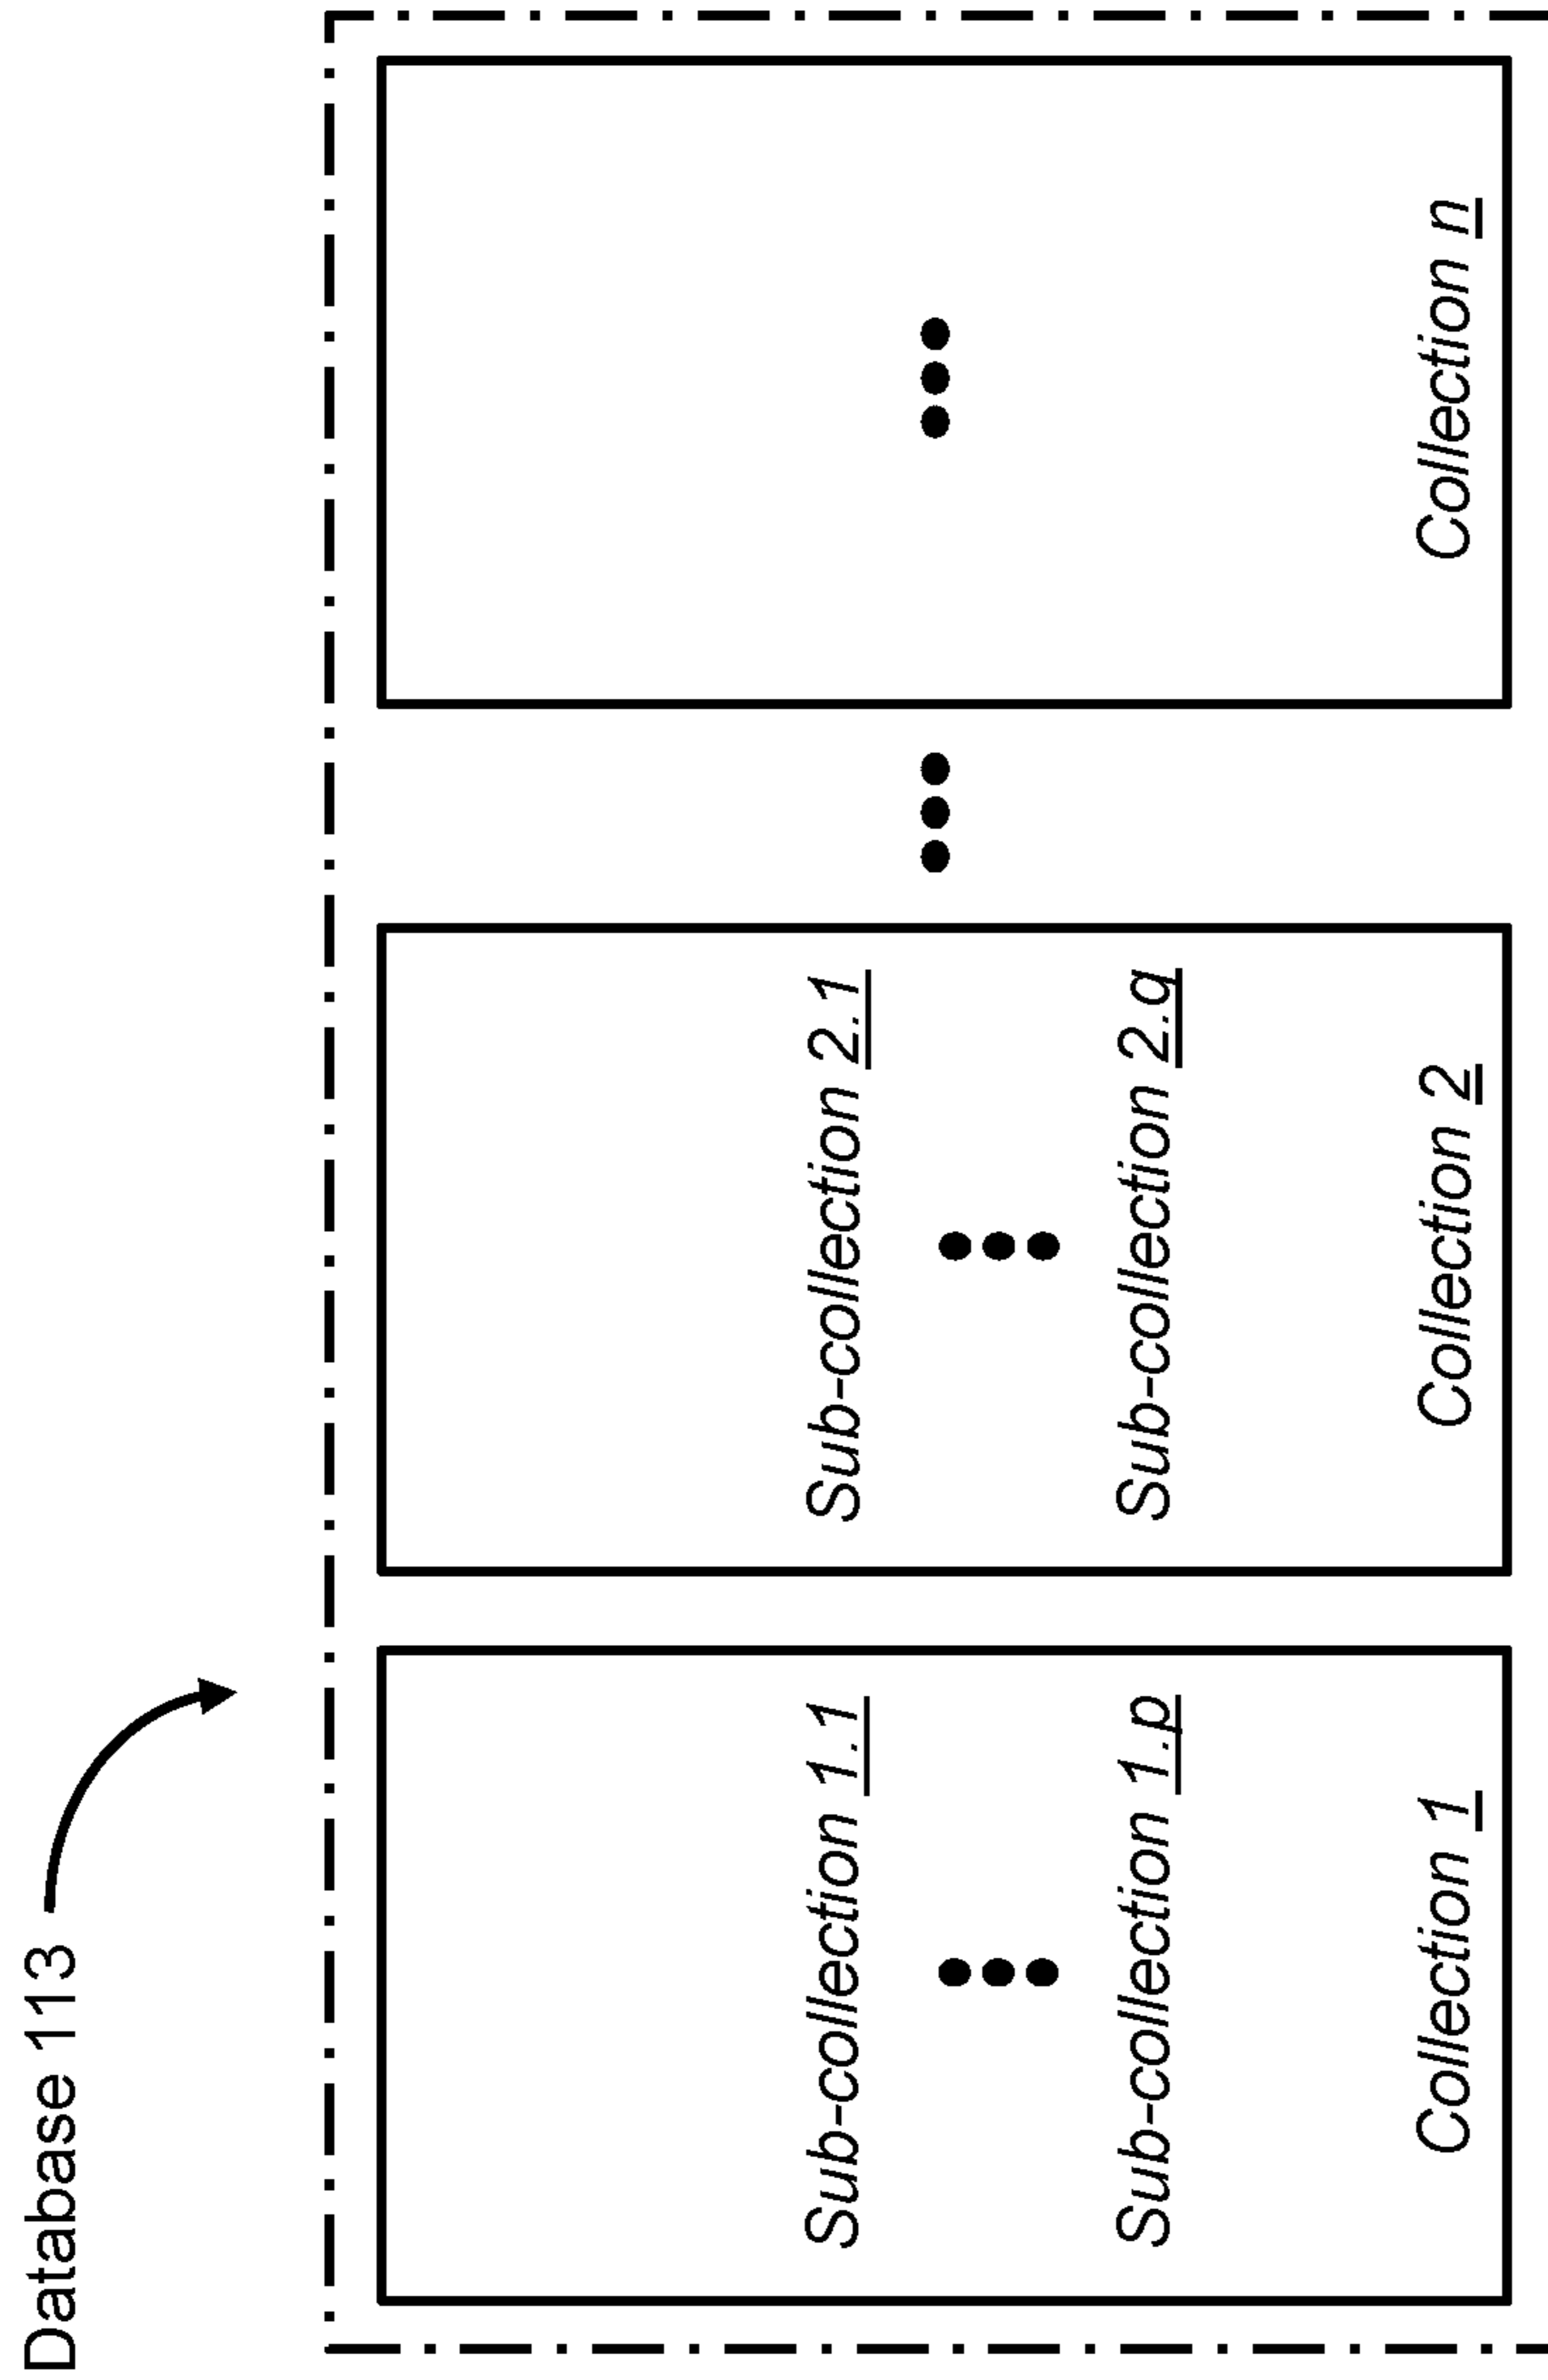 Database 113
Sub-collection 1.1
Sub-collection 1.p
Collection 1
Sub-collection 2.1
Sub-collection 2.q
Collection 2
Collection n